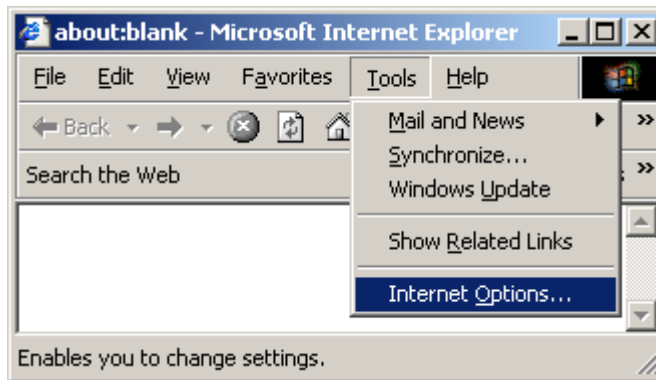 about:blank - Microsoft Internet Explorer
File Edit View Favorites Tools Help
Back
Mail and News
Synchronize...
Search the Web
Windows Update
Show Related Links
Internet Options...
Enables you to change settings.